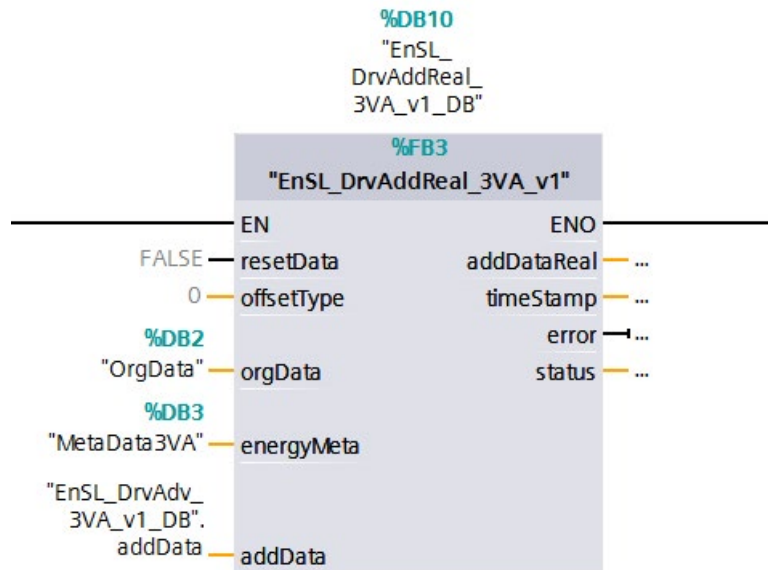 %DB10
"EnSL_
DrvAddReal_
3VA_v1_DB"
%FB3
"EnSL_DrvAddReal_3VA_v1"
EN ENO
FALSE resetData addDataReal ...
0 offsetType timeStamp ...
error ...
%DB2
"OrgData" orgData status ...
%DB3
"MetaData3VA" energyMeta
"EnSL_DrvAdv_
3VA_v1_DB".
addData addData